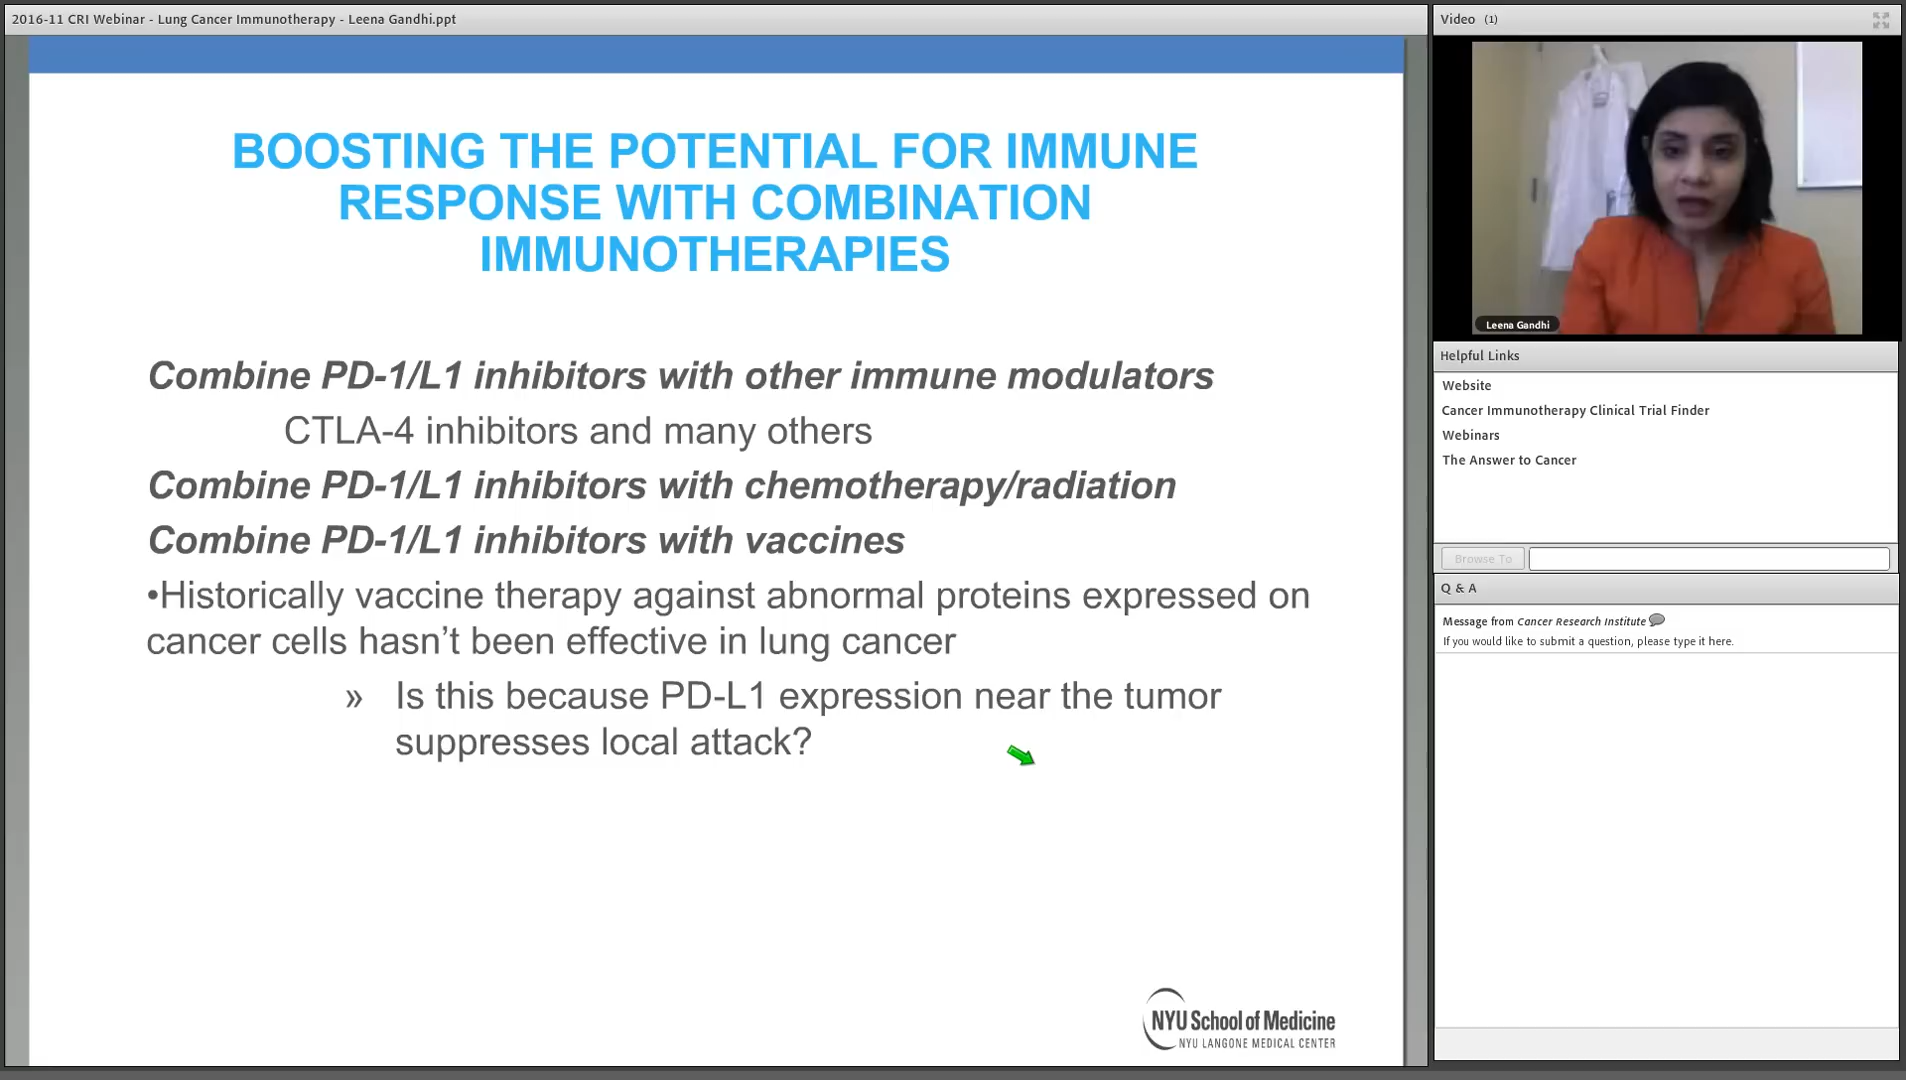 2016-11 CRI Webinar - Lung Cancer Immunotherapy - Leena Gandhi.ppt
BOOSTING THE POTENTIAL FOR IMMUNE
RESPONSE WITH COMBINATION
IMMUNOTHERAPIES
Combine PD-1/L1 inhibitors with other immune modulators
CTLA-4 inhibitors and many others
Combine PD-1/L1 inhibitors with chemotherapy/radiation
Combine PD-1/L1 inhibitors with vaccines
•Historically vaccine therapy against abnormal proteins expressed on
cancer cells hasn't been effective in lung cancer
» Is this because PD-L1 expression near the tumor
suppresses local attack?
NYU School of Medicine
NYU LANGONE MEDICAL CENTER
Video (1)
Leena Gandhi
Helpful Links
Website
Cancer Immunotherapy Clinical Trial Finder
Webinars
The Answer to Cancer
Browse To
Q & A
Message from Cancer Research Institute
If you would like to submit a question, please type it here.